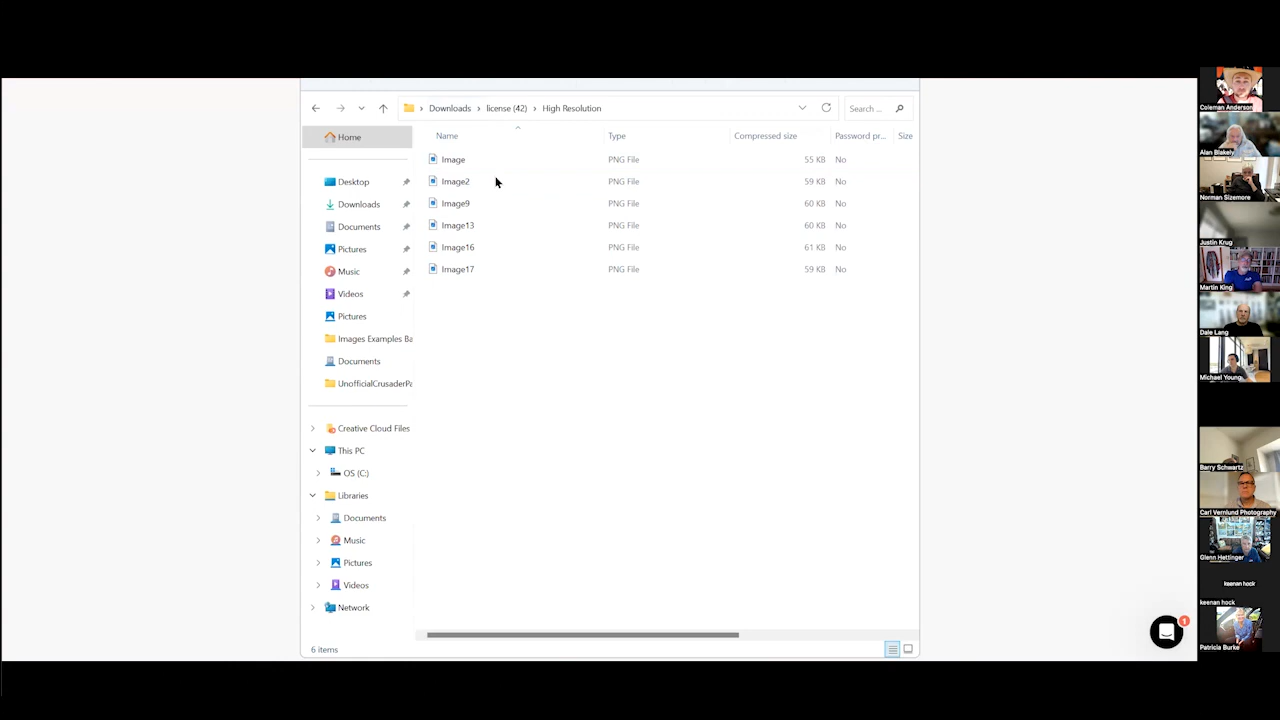 Downloads > license (42) > High Resolution
Search ...
Home
Desktop
Downloads
Documents
Pictures
Music
Videos
Pictures
Images Examples Ba
Documents
UnofficialCrusaderPa
Creative Cloud Files
This PC
OS (C:)
Libraries
Documents
Music
Pictures
Videos
Network
Name Type Compressed size Password pr... Size
Image PNG File 55 KB No
Image2 PNG File 59 KB No
Image9 PNG File 60 KB No
Image13 PNG File 60 KB No
Image16 PNG File 61 KB No
Image17 PNG File 59 KB No
6 items
1
Coleman Anderson
Alan Blakely
Norman Sizemore
Justin Krug
Martin King
Dale Lang
Michael Young
Barry Schwartz
Carl Vernlund Photography
Glenn Hettinger
keenan hock
keenan hock
Patricia Burke